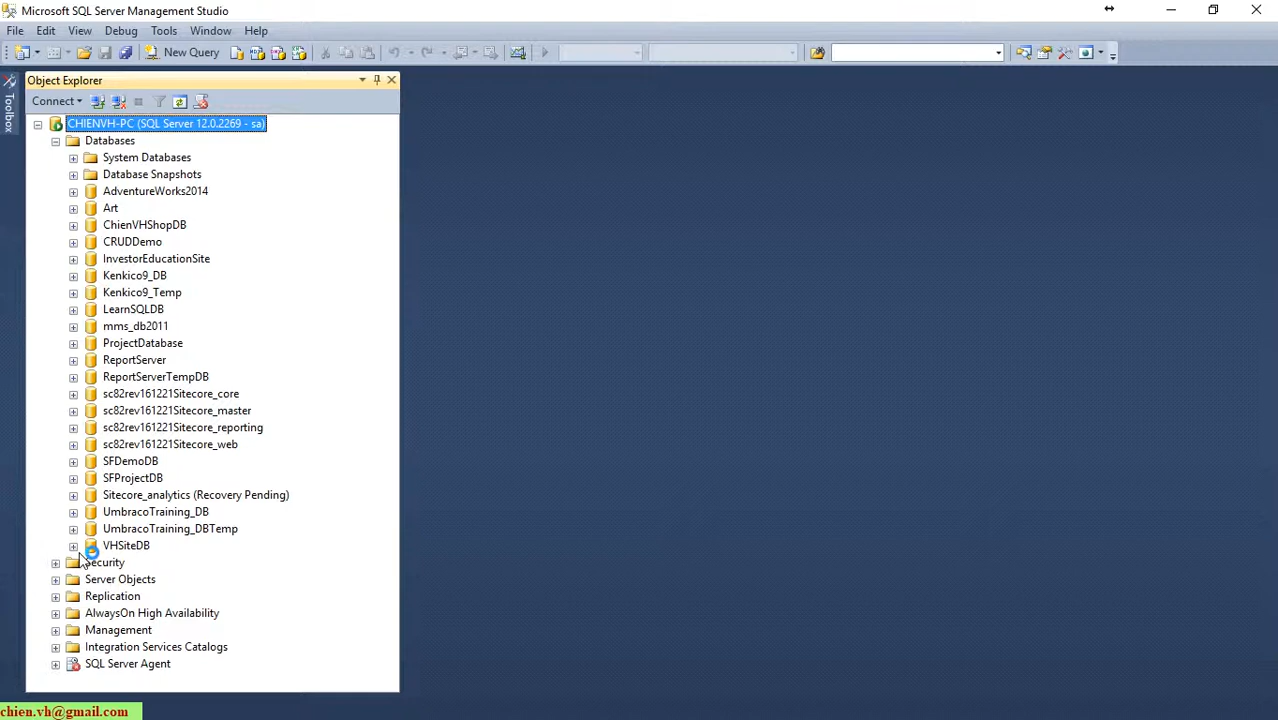 Microsoft SQL Server Management Studio
File Edit View Debug Tools Window Help
New Query
Toolbox
Object Explorer
Connect
CHIENVH-PC (SQL Server 12.0.2269 - sa)
Databases
System Databases
Database Snapshots
AdventureWorks2014
Art
ChienVHShopDB
CRUDDemo
InvestorEducationSite
Kenkico9_DB
Kenkico9_Temp
LearnSQLDB
mms_db2011
ProjectDatabase
ReportServer
ReportServerTempDB
sc82rev161221Sitecore_core
sc82rev161221Sitecore_master
sc82rev161221Sitecore_reporting
sc82rev161221Sitecore_web
SFDemoDB
SFProjectDB
Sitecore_analytics (Recovery Pending)
UmbracoTraining_DB
UmbracoTraining_DBTemp
VHSiteDB
Security
Server Objects
Replication
AlwaysOn High Availability
Management
Integration Services Catalogs
SQL Server Agent
chien.vh@gmail.com